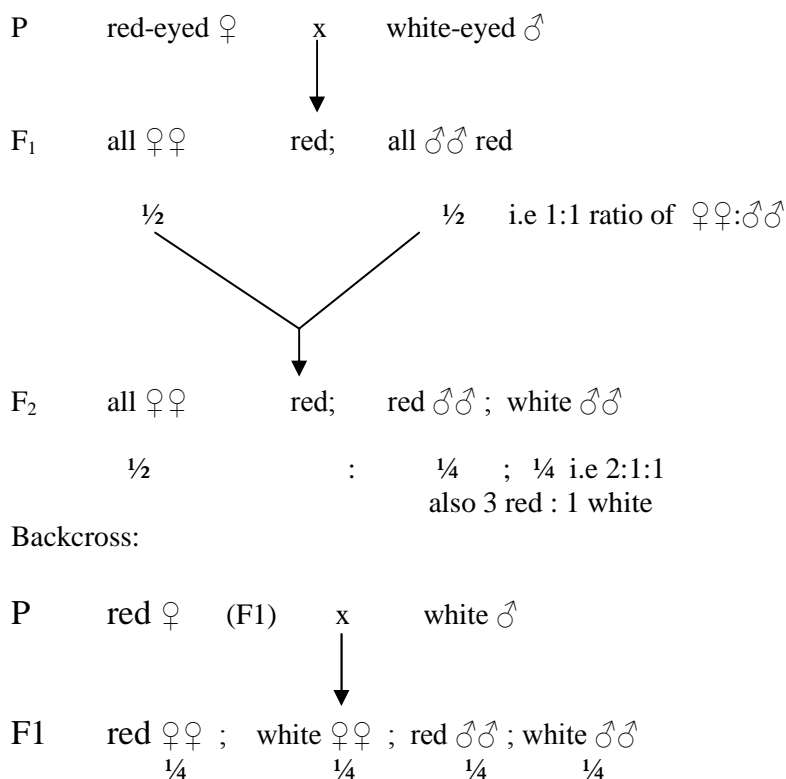 P red-eyed ♀ x white-eyed ♂
F₁ all ♀♀ red; all ♂♂ red
½ ½ i.e 1:1 ratio of ♀♀:♂♂
F₂ all ♀♀ red; red ♂♂ ; white ♂♂
½ : ¼ ; ¼ i.e 2:1:1
also 3 red : 1 white
Backcross:
P red ♀ (F1) x white ♂
F1 red ♀♀ ; white ♀♀ ; red ♂♂ ; white ♂♂
¼ ¼ ¼ ¼